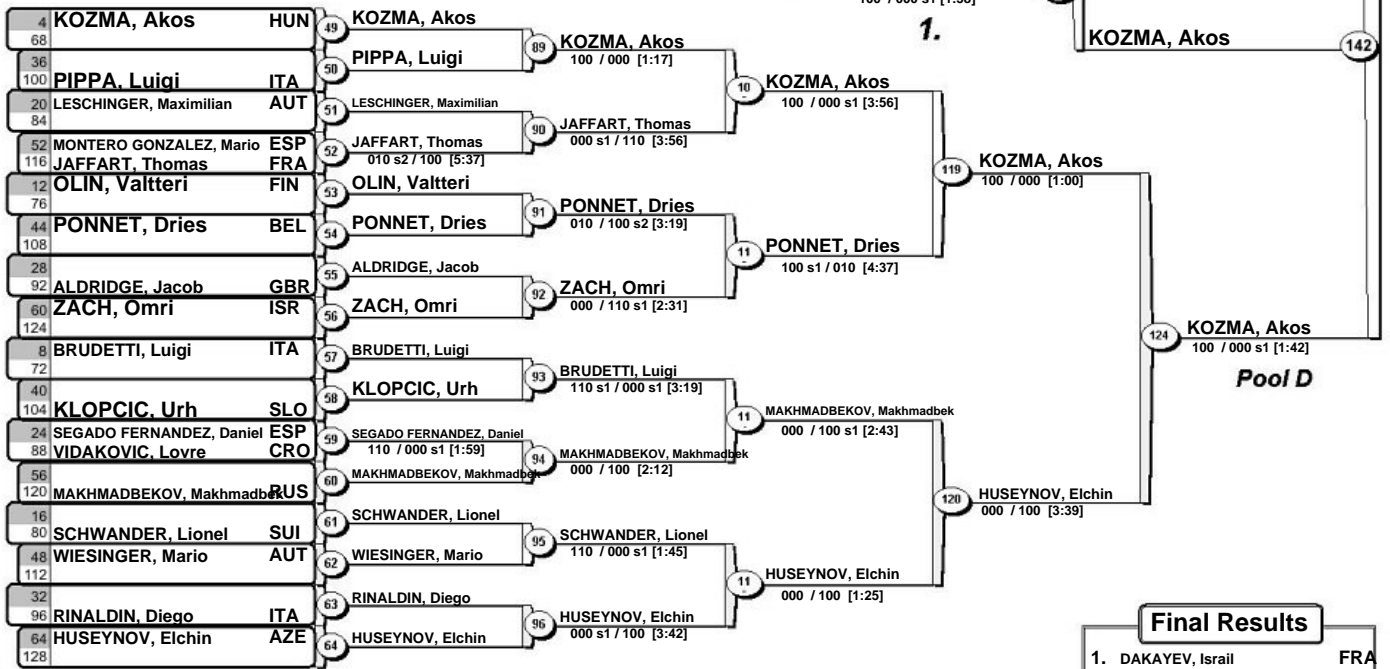 100 / 000 s1 [1:58]
1.
KOZMA, Akos
142
4 KOZMA, Akos HUN
68
49 KOZMA, Akos
36
100 PIPPA, Luigi ITA
50 PIPPA, Luigi
89 KOZMA, Akos
100 / 000 [1:17]
20 LESCHINGER, Maximilian AUT
84
51 LESCHINGER, Maximilian
52 MONTERO GONZALEZ, Mario ESP
116 JAFFART, Thomas FRA
52 JAFFART, Thomas
010 s2 / 100 [5:37]
90 JAFFART, Thomas
000 s1 / 110 [3:56]
10 KOZMA, Akos
100 / 000 s1 [3:56]
12 OLIN, Valtteri FIN
76
53 OLIN, Valtteri
44 PONNET, Dries BEL
108
54 PONNET, Dries
91 PONNET, Dries
010 / 100 s2 [3:19]
28
92 ALDRIDGE, Jacob GBR
55 ALDRIDGE, Jacob
60 ZACH, Omri ISR
124
56 ZACH, Omri
92 ZACH, Omri
000 / 110 s1 [2:31]
11 PONNET, Dries
100 s1 / 010 [4:37]
119 KOZMA, Akos
100 / 000 [1:00]
8 BRUDETTI, Luigi ITA
72
57 BRUDETTI, Luigi
40
104 KLOPCIC, Urh SLO
58 KLOPCIC, Urh
93 BRUDETTI, Luigi
110 s1 / 000 s1 [3:19]
24 SEGADO FERNANDEZ, Daniel ESP
88 VIDAKOVIC, Lovre CRO
59 SEGADO FERNANDEZ, Daniel
110 / 000 s1 [1:59]
56
120 MAKHMADBEKOV, Makhmadbek RUS
60 MAKHMADBEKOV, Makhmadbek
94 MAKHMADBEKOV, Makhmadbek
000 / 100 [2:12]
11 MAKHMADBEKOV, Makhmadbek
000 / 100 s1 [2:43]
16
80 SCHWANDER, Lionel SUI
61 SCHWANDER, Lionel
48 WIESINGER, Mario AUT
112
62 WIESINGER, Mario
95 SCHWANDER, Lionel
110 / 000 s1 [1:45]
32
96 RINALDIN, Diego ITA
63 RINALDIN, Diego
64 HUSEYNOV, Elchin AZE
128
64 HUSEYNOV, Elchin
96 HUSEYNOV, Elchin
000 s1 / 100 [3:42]
11 HUSEYNOV, Elchin
000 / 100 [1:25]
120 HUSEYNOV, Elchin
000 / 100 [3:39]
124 KOZMA, Akos
100 / 000 s1 [1:42]
Pool D
Final Results
1. DAKAYEV, Israil FRA